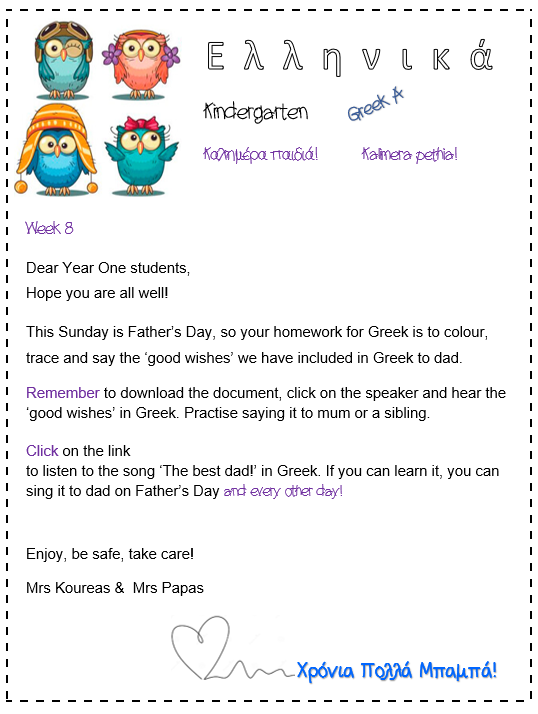 Ελληνικά
Kindergarten
Greek A
Καλημέρα παιδιά! Kalimera pethia!
Week 8
Dear Year One students,
Hope you are all well!
This Sunday is Father’s Day, so your homework for Greek is to colour,
trace and say the ‘good wishes’ we have included in Greek to dad.
Remember to download the document, click on the speaker and hear the
‘good wishes’ in Greek. Practise saying it to mum or a sibling.
Click on the link
to listen to the song ‘The best dad!’ in Greek. If you can learn it, you can
sing it to dad on Father’s Day and every other day!
Enjoy, be safe, take care!
Mrs Koureas &  Mrs Papas
Χρόνια Πολλά Μπαμπά!